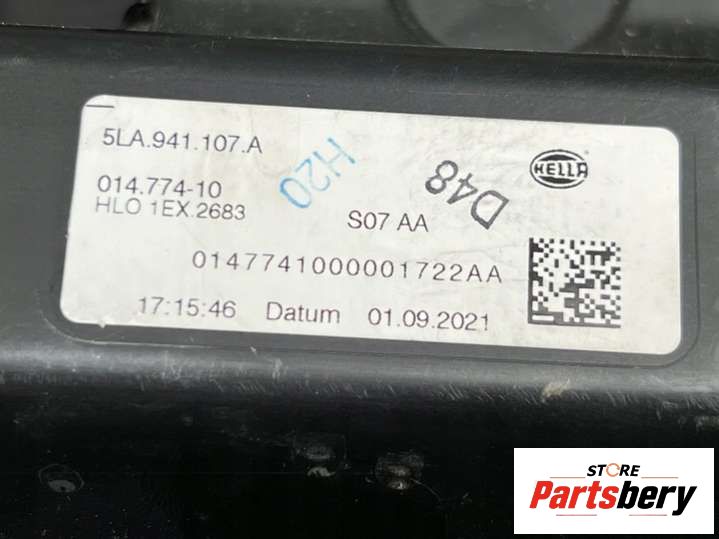 5LA.941.107.A
H20
D48
HELLA
014.774-10
HLO 1EX.2683
S07 AA
0147741000001722AA
17:15:46 Datum 01.09.2021
STORE
Partsbery